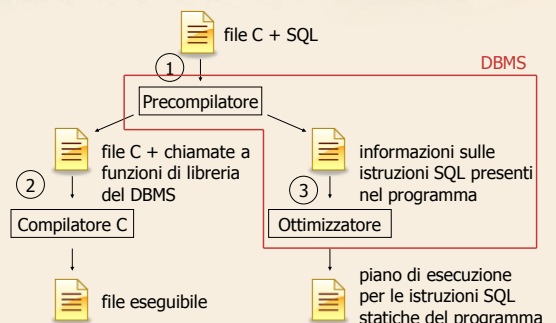 file C + SQL
DBMS
1
Precompilatore
file C + chiamate a
funzioni di libreria
del DBMS
informazioni sulle
istruzioni SQL presenti
nel programma
2
3
Compilatore C
Ottimizzatore
file eseguibile
piano di esecuzione
per le istruzioni SQL
statiche del programma